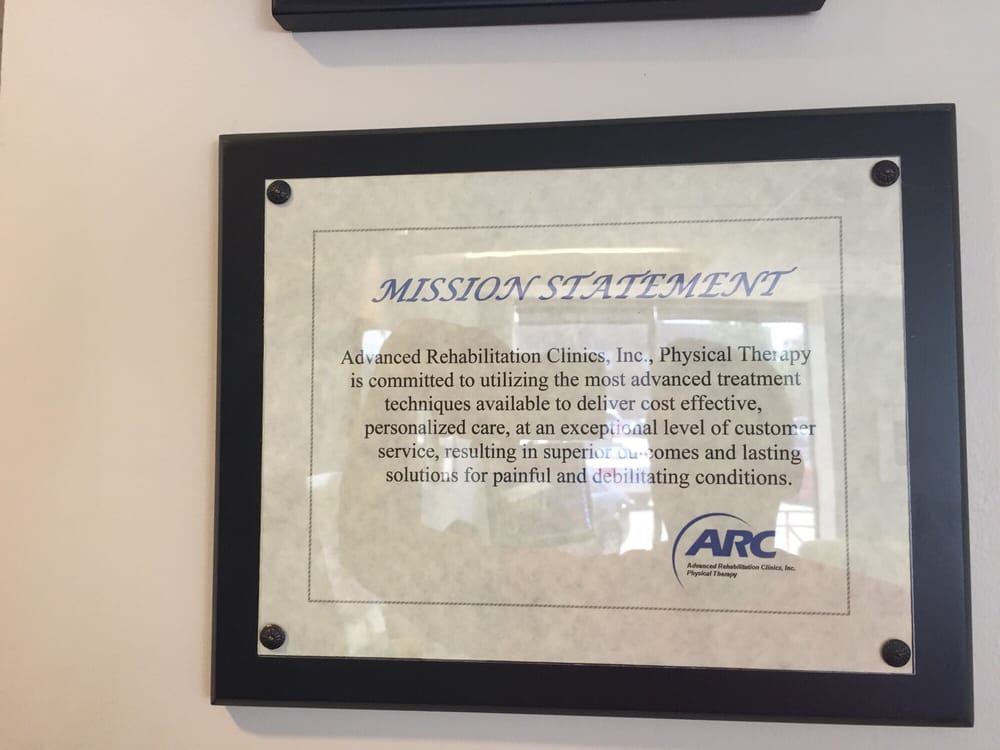 MISSION STATEMENT
Advanced Rehabilitation Clinics, Inc., Physical Therapy
is committed to utilizing the most advanced treatment
techniques available to deliver cost effective,
personalized care, at an exceptional level of customer
service, resulting in superior outcomes and lasting
solutions for painful and debilitating conditions.
ARC
Advanced Rehabilitation Clinics, Inc.
Physical Therapy